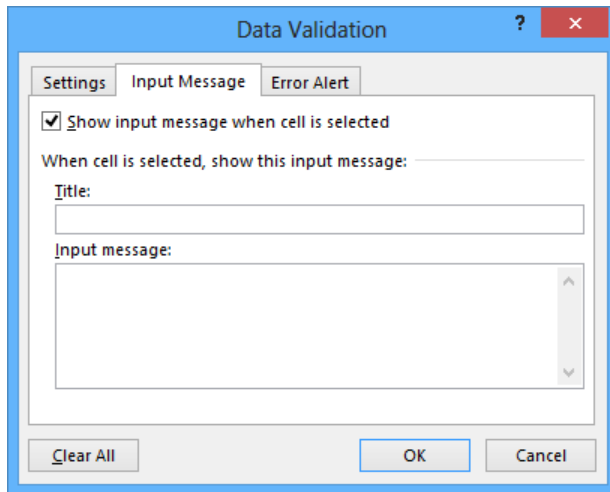 Data Validation ? ×
Settings Input Message Error Alert
Show input message when cell is selected
When cell is selected, show this input message:
Title:
Input message:
Clear All OK Cancel